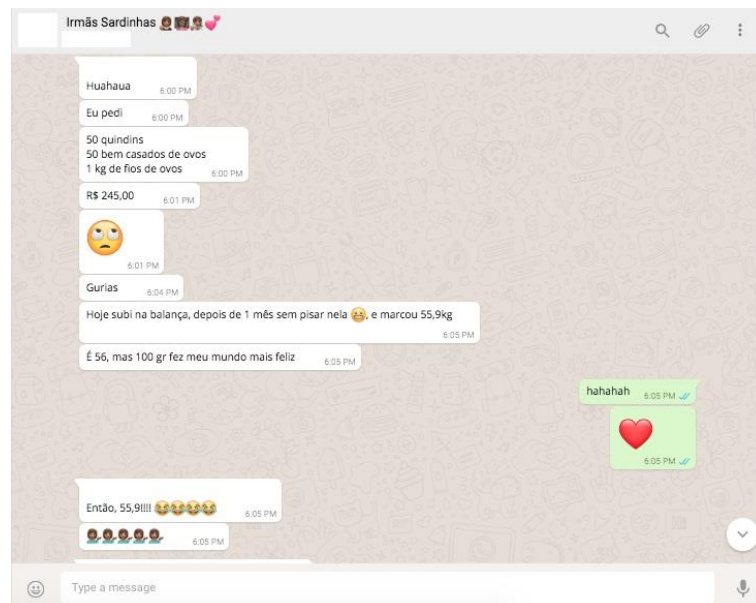 Irmãs Sardinhas
Huahaua
6:00 PM
Eu pedi
6:00 PM
50 quindins
50 bem casados de ovos
1 kg de fios de ovos
6:00 PM
R$ 245,00
6:01 PM
6:01 PM
Gurias
6:04 PM
Hoje subi na balança, depois de 1 mês sem pisar nela 😬, e marcou 55,9kg
6:05 PM
É 56, mas 100 gr fez meu mundo mais feliz
6:05 PM
hahahah
6:05 PM
6:05 PM
Então, 55,9!!!! 😂😂😂😂
6:05 PM
6:05 PM
Type a message